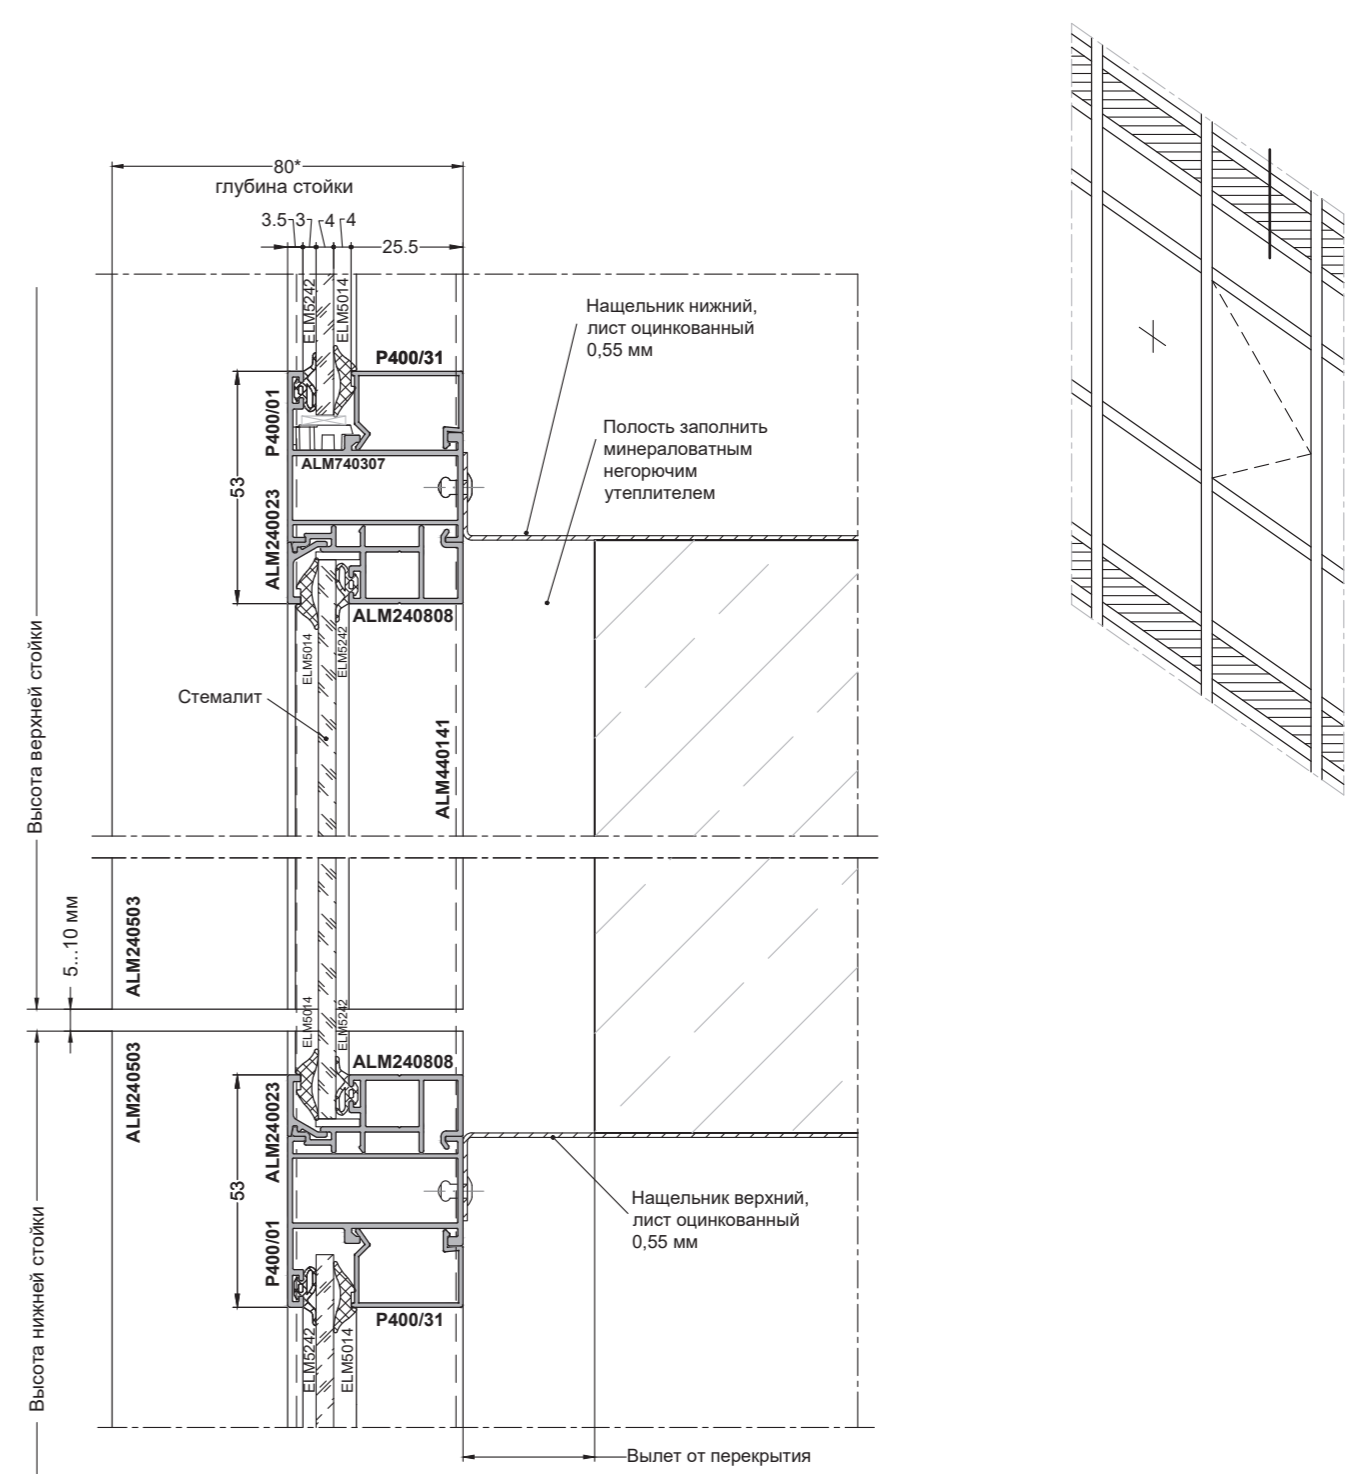 80*
глубина стойки
3.5
3
4
4
25.5
ELM5242
ELM5014
P400/31
Нащельник нижний,
лист оцинкованный
0,55 мм
P400/01
Полость заполнить
минераловатным
негорючим
утеплителем
ALM740307
53
ALM240023
ALM240808
ELM5014
ELM5242
Стемалит
Высота верхней стойки
ALM440141
5...10 мм
ALM240503
ELM5014
ELM5242
ALM240503
ALM240808
ALM240023
53
Нащельник верхний,
лист оцинкованный
0,55 мм
P400/01
Высота нижней стойки
P400/31
ELM5242
ELM5014
Вылет от перекрытия